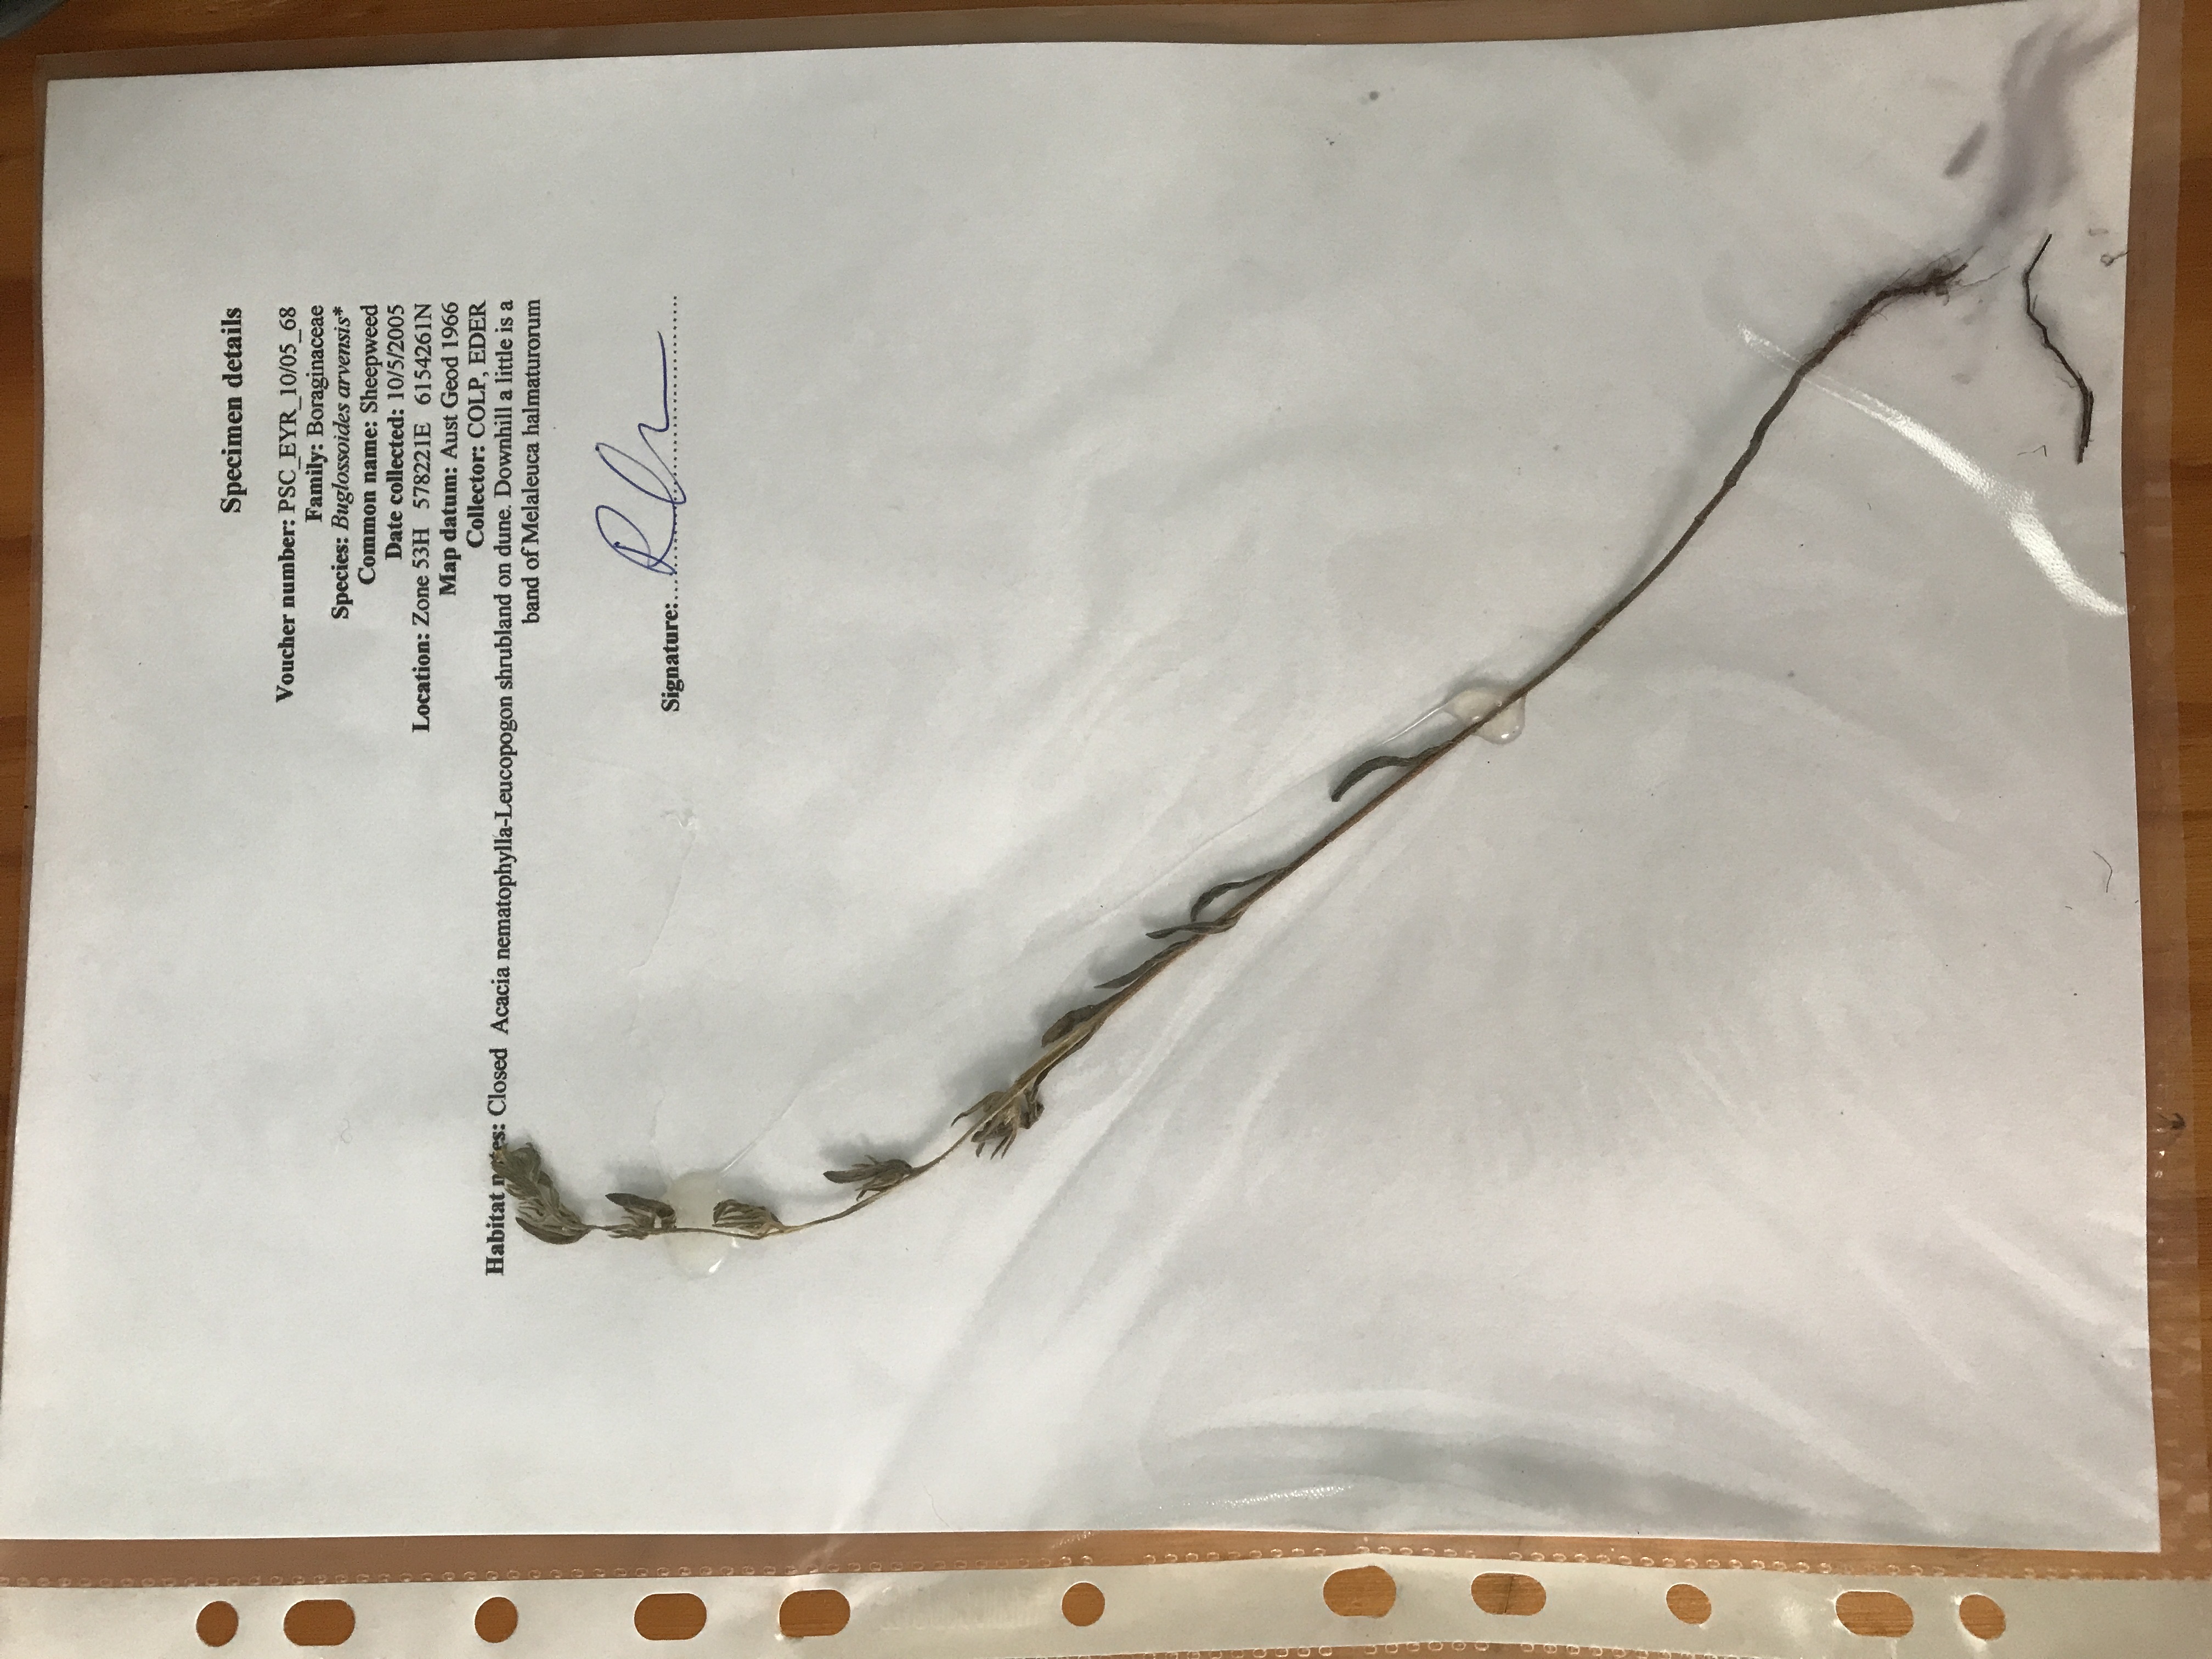 Specimen details
Voucher number: PSC_EYR_10/05_68
Family: Boraginaceae
Species: Buglossoides arvensis*
Common name: Sheepweed
Date collected: 10/5/2005
Location: Zone 53H 578221E 6154261N
Map datum: Aust Geod 1966
Collector: COLP, EDER
Habitat notes: Closed Acacia nematophylla-Leucopogon shrubland on dune. Downhill a little is a
band of Melaleuca halmaturorum
Signature: